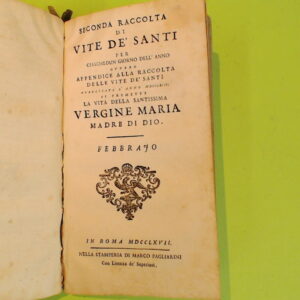 SECONDA RACCOLTA
DI
VITE DE' SANTI
PER
CIASCHEDUN GIORNO DELL' ANNO
OVVERO
APPENDICE ALLA RACCOLTA
DELLE VITE DE' SANTI
SI PREMETTE
LA VITA DELLA SANTISSIMA
VERGINE MARIA
MADRE DI DIO.
FEBBRAJO
IN ROMA MDCCLXVII.
NELLA STAMPERIA DI MARCO PAGLIARINI
Con Licenza de' Superiori.